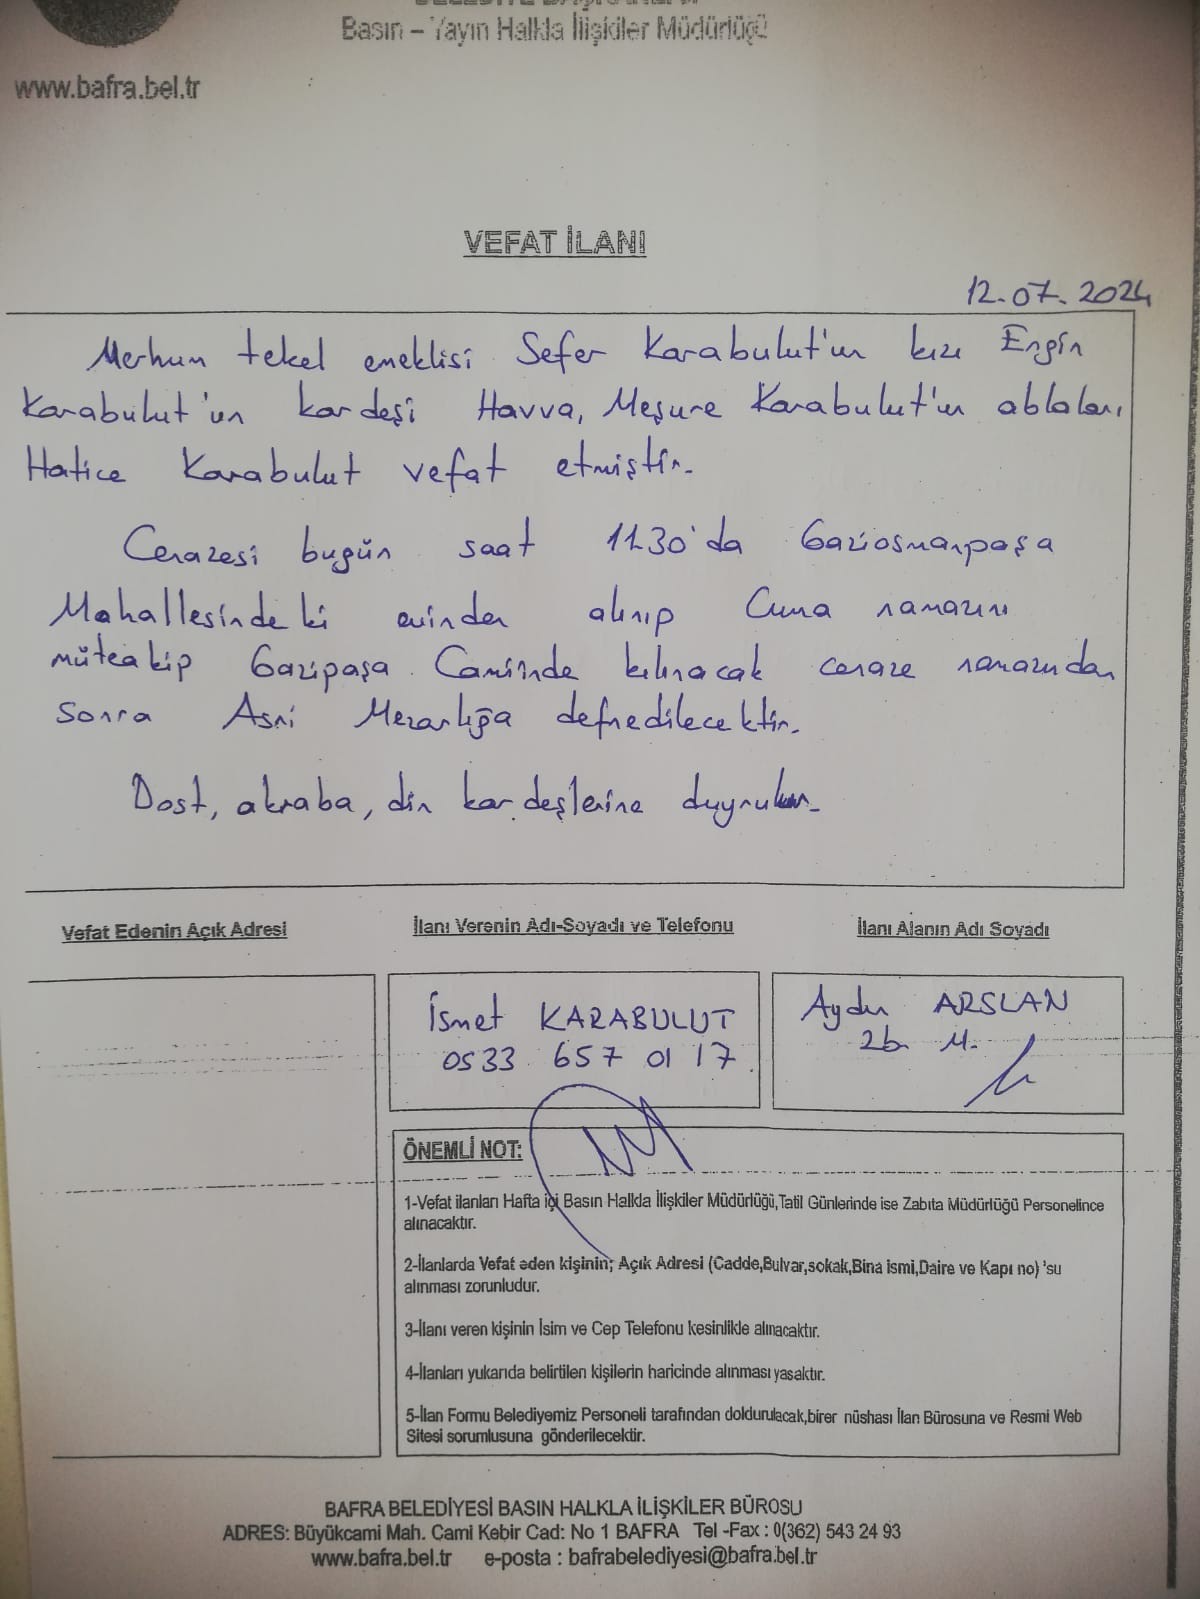 Basın – Yayın Halkla İlişkiler Müdürlüğü
www.bafra.bel.tr
VEFAT İLANI
12.07.2024
Merhum tekel emeklisi Sefer Karabulut'un kızı Engin
Karabulut'un kardeşi Havva, Meşure Karabulut'un ablaları
Hatice Karabulut vefat etmiştir.
Cenazesi bugün saat 11.30'da Gaziosmanpaşa
Mahallesindeki evinden alınıp Cuma namazını
müteakip Gazipaşa Camiinde kılınacak cenaze namazından
sonra Asri Mezarlığa defnedilecektir.
Dost, akraba, din kardeşlerine duyrulur.
Vefat Edenin Açık Adresi
İlanı Verenin Adı-Soyadı ve Telefonu
İlanı Alanın Adı Soyadı
İsmet KARABULUT
0533 657 01 17
Aydın ARSLAN
Zb. M.
ÖNEMLİ NOT:
1-Vefat ilanları Hafta içi Basın Halkla İlişkiler Müdürlüğü,Tatil Günlerinde ise Zabıta Müdürlüğü Personelince
alınacaktır.
2-İlanlarda Vefat eden kişinin; Açık Adresi (Cadde,Bulvar,sokak,Bina ismi,Daire ve Kapı no) 'su
alınması zorunludur.
3-İlanı veren kişinin İsim ve Cep Telefonu kesinlikle alınacaktır.
4-İlanları yukarıda belirtilen kişilerin haricinde alınması yasaktır.
5-İlan Formu Belediyemiz Personeli tarafından doldurulacak,birer nüshası İlan Bürosuna ve Resmi Web
Sitesi sorumlusuna gönderilecektir.
BAFRA BELEDİYESİ BASIN HALKLA İLİŞKİLER BÜROSU
ADRES: Büyükcami Mah. Cami Kebir Cad: No 1 BAFRA Tel -Fax : 0(362) 543 24 93
www.bafra.bel.tr e-posta : bafrabelediyesi@bafra.bel.tr